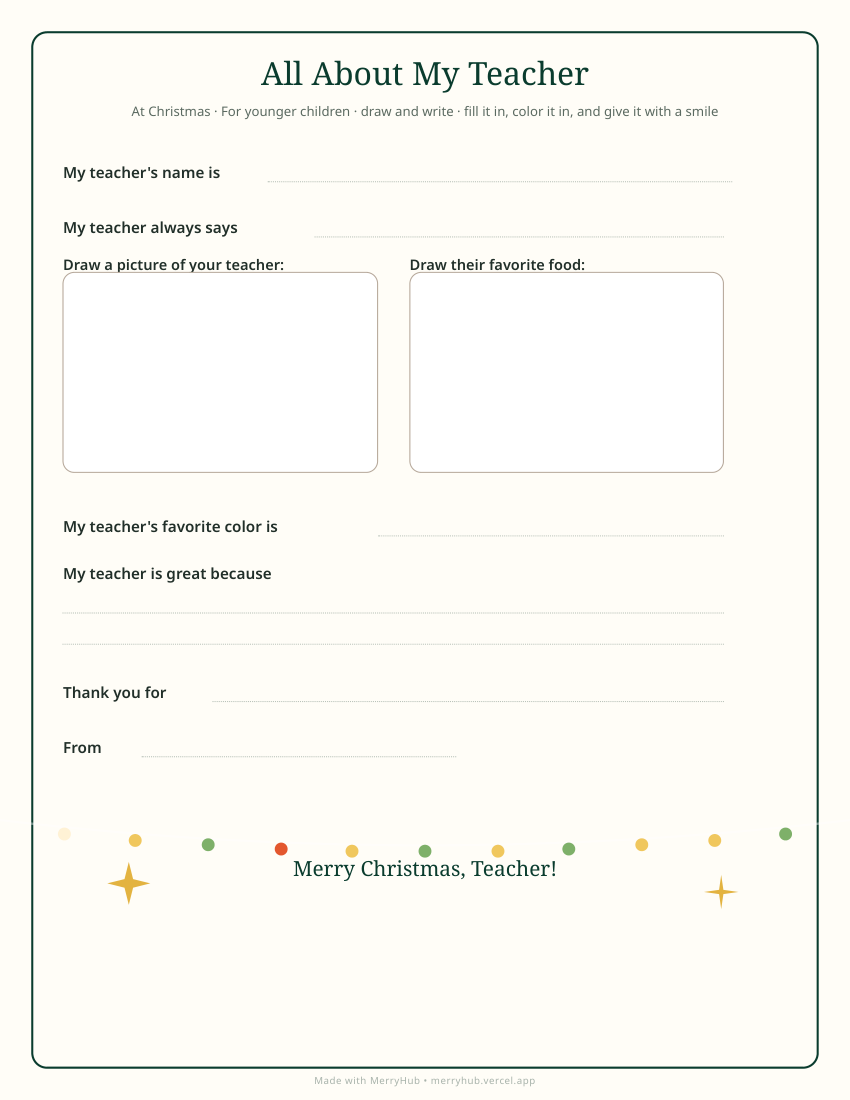 All About My Teacher
At Christmas · For younger children · draw and write · fill it in, color it in, and give it with a smile
My teacher's name is
My teacher always says
Draw a picture of your teacher:
Draw their favorite food:
My teacher's favorite color is
My teacher is great because
Thank you for
From
Merry Christmas, Teacher!
Made with MerryHub • merryhub.vercel.app